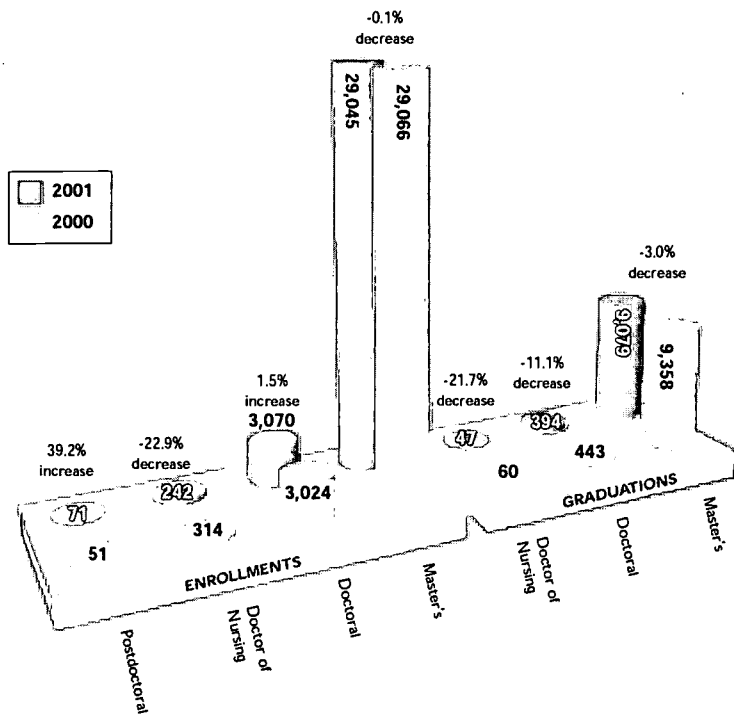 -0.1%
decrease
29,045
29,066
2001
2000
-3.0%
decrease
9,079
9,358
1.5%
increase
3,070
-21.7%
decrease
-11.1%
decrease
39.2%
increase
-22.9%
decrease
47
394
443
60
71
242
3,024
51
314
ENROLLMENTS
GRADUATIONS
Postdoctoral
Doctor of
Nursing
Doctoral
Master's
Doctor of
Nursing
Doctoral
Master's